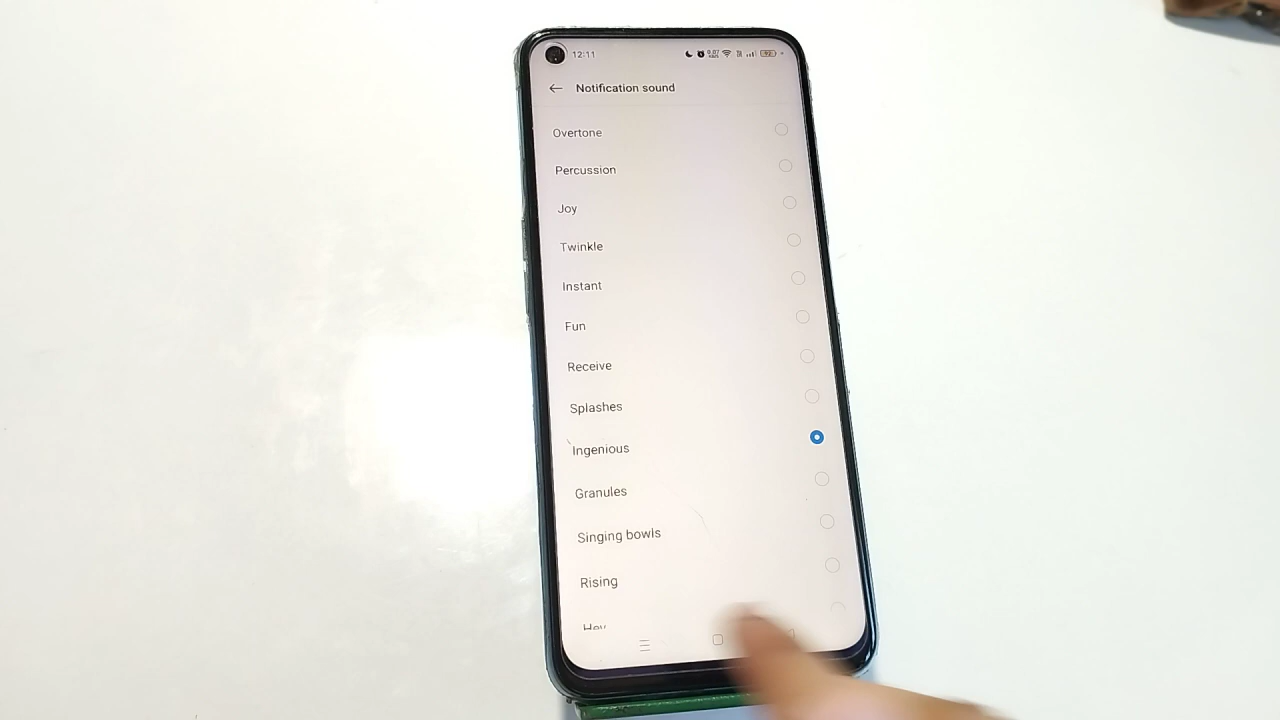 12:11
Notification sound
Overtone
Percussion
Joy
Twinkle
Instant
Fun
Receive
Splashes
Ingenious
Granules
Singing bowls
Rising